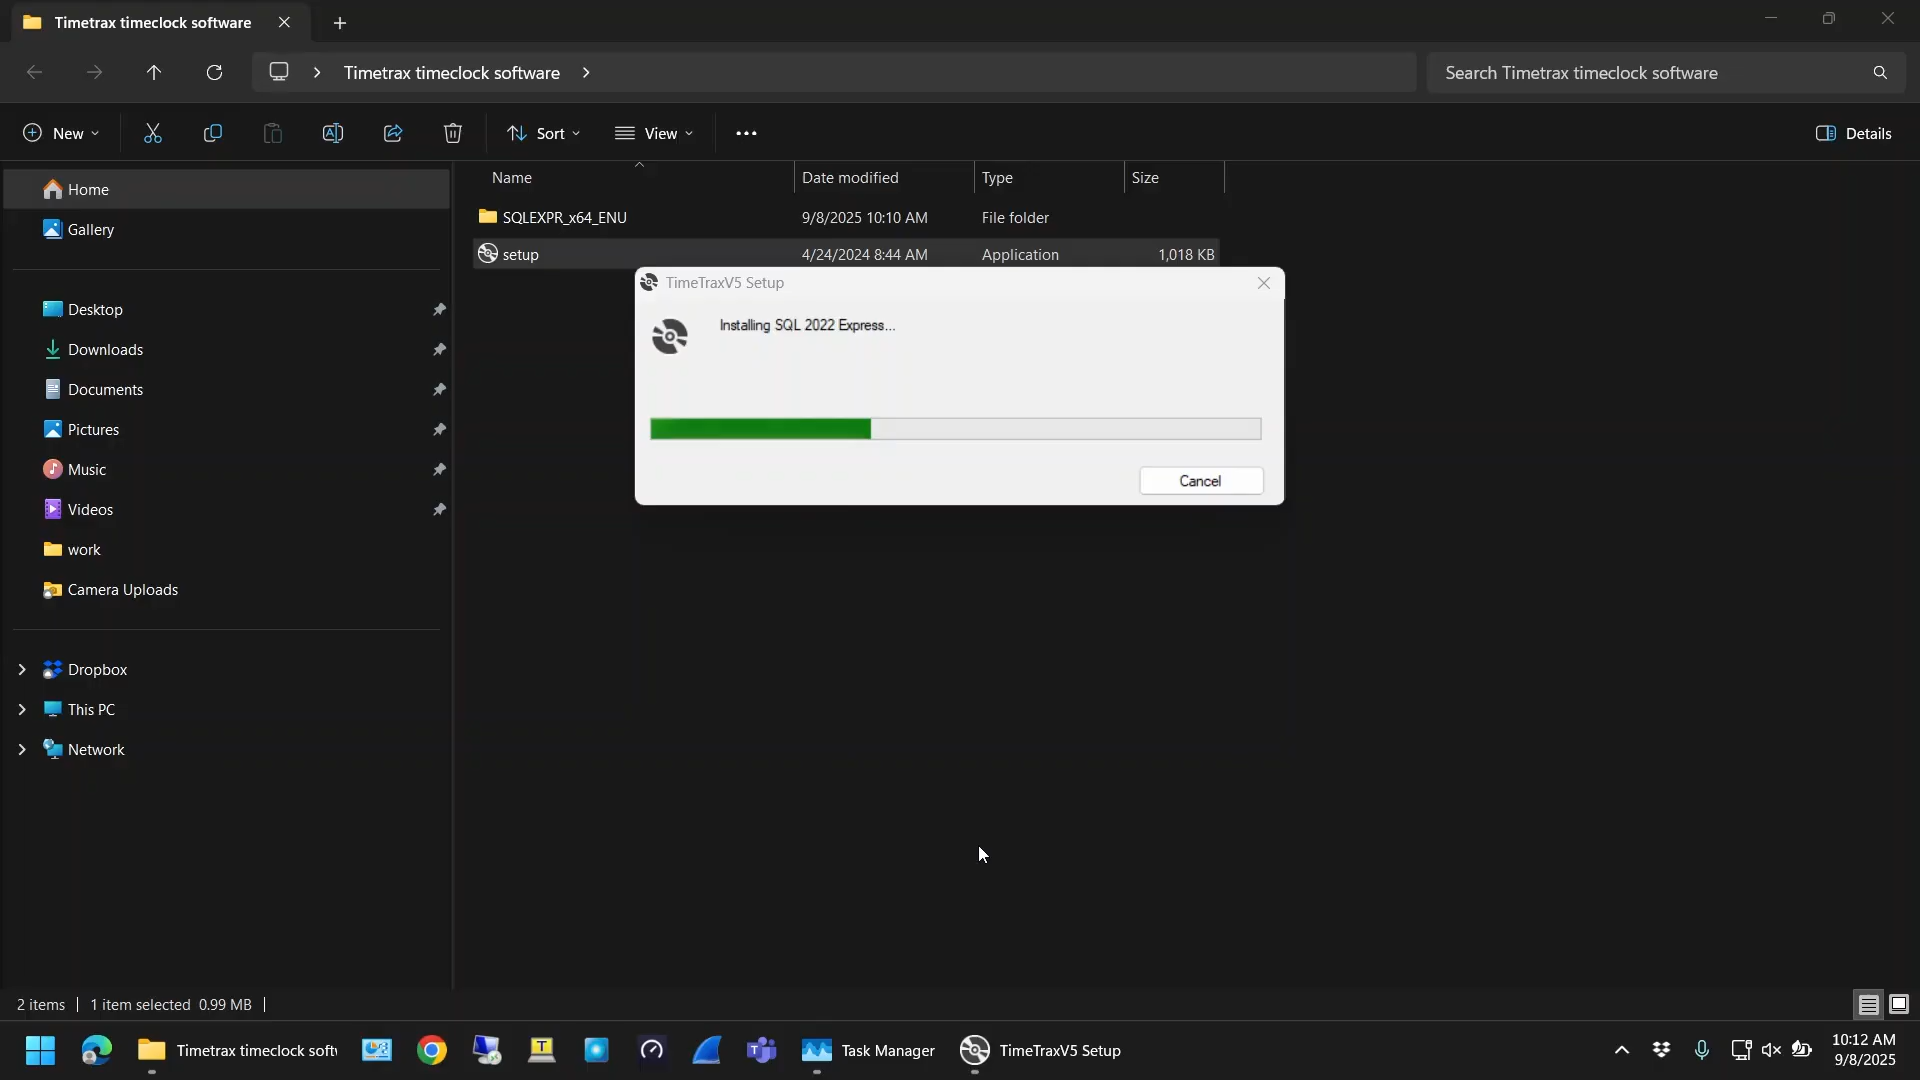 Timetrax timeclock software
Timetrax timeclock software
Search Timetrax timeclock software
New
Sort
View
Details
Name
Date modified
Type
Size
SQLEXPR_x64_ENU
9/8/2025 10:10 AM
File folder
setup
4/24/2024 8:44 AM
Application
1,018 KB
Home
Gallery
Desktop
Downloads
Documents
Pictures
Music
Videos
work
Camera Uploads
Dropbox
This PC
Network
TimeTraxV5 Setup
Installing SQL 2022 Express...
Cancel
2 items
1 item selected 0.99 MB
Timetrax timeclock soft
Task Manager
TimeTraxV5 Setup
10:12 AM
9/8/2025